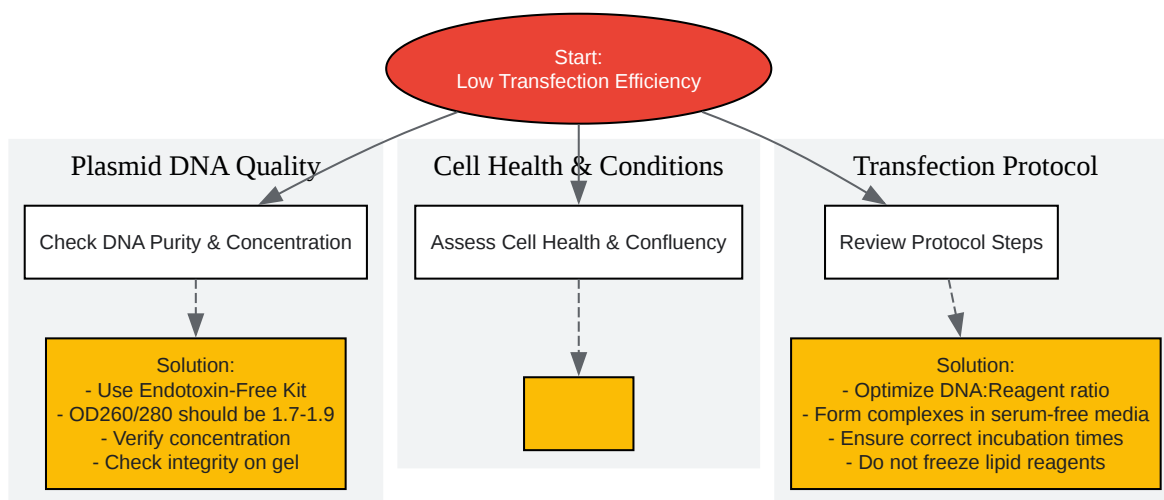 Start:
Low Transfection Efficiency
Plasmid DNA Quality
Cell Health & Conditions
Transfection Protocol
Check DNA Purity & Concentration
Assess Cell Health & Confluency
Review Protocol Steps
Solution:
- Use Endotoxin-Free Kit
- OD260/280 should be 1.7-1.9
- Verify concentration
- Check integrity on gel
Solution:
- Optimize DNA:Reagent ratio
- Form complexes in serum-free media
- Ensure correct incubation times
- Do not freeze lipid reagents